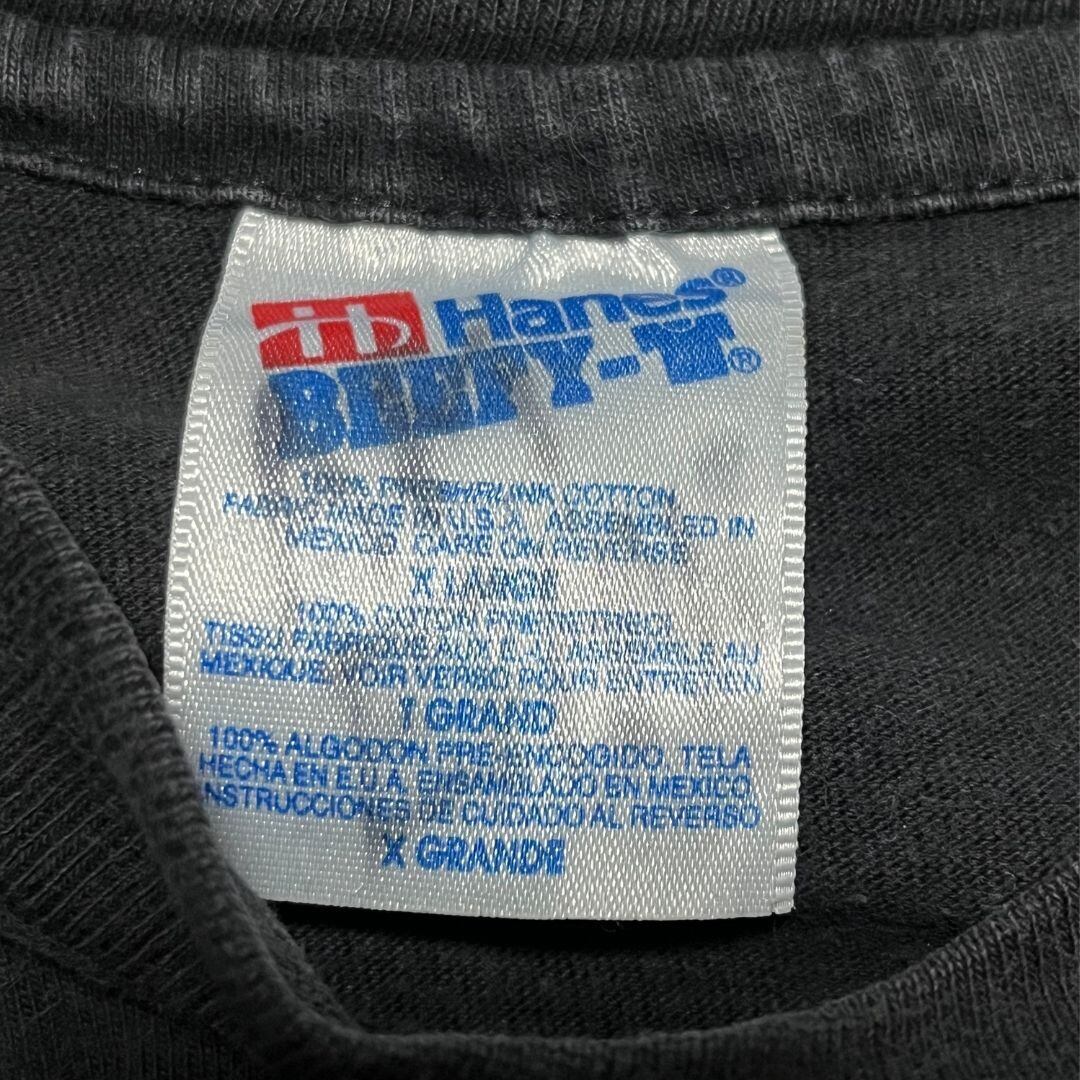 ih Hanes®
BEEFY-T®
100% PRESHRUNK COTTON
FABRIC MADE IN U.S.A. ASSEMBLED IN
MEXICO CARE ON REVERSE
X LARGE
100% COTON PRÉRÉTRÉCI
TISSU FABRIQUE AUX E.U. ASSEMBLE AU
MEXIQUE VOIR VERSO POUR ENTRETIEN
T GRAND
100% ALGODON PRE-ENCOGIDO TELA
HECHA EN E.U.A. ENSAMBLADO EN MEXICO
INSTRUCCIONES DE CUIDADO AL REVERSO
X GRANDE